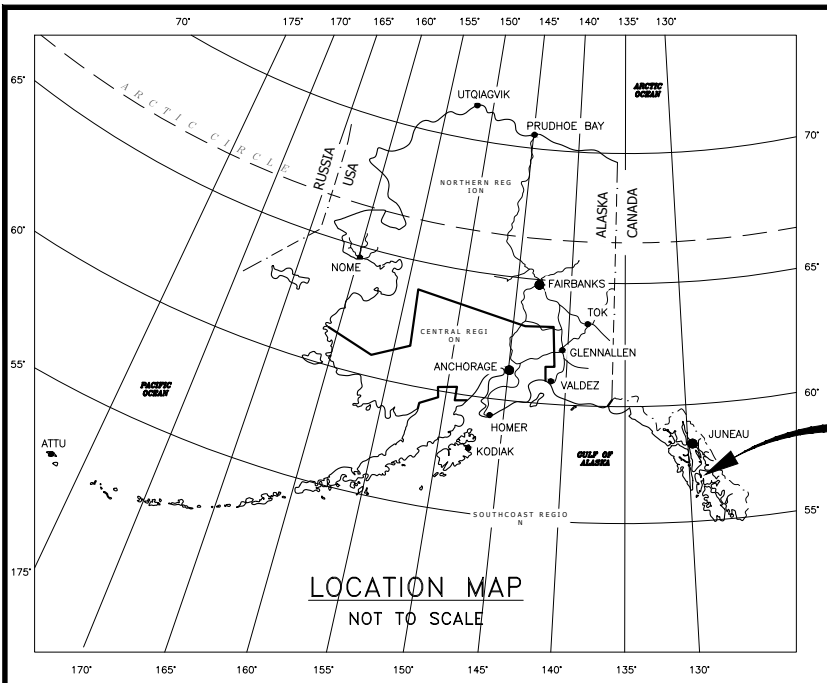 70° 175° 175° 170° 165° 160° 155° 150° 145° 140° 135° 130°
65°
ARCTIC
OCEAN
ARCTIC CIRCLE
UTQIAGVIK
PRUDHOE BAY
70°
RUSSIA
USA
NORTHERN REG
ION
ALASKA
CANADA
60°
NOME
65°
FAIRBANKS
TOK
CENTRAL REGI
ON
GLENNALLEN
55°
ANCHORAGE
PACIFIC
OCEAN
VALDEZ
60°
HOMER
ATTU
KODIAK
GULF OF
ALASKA
JUNEAU
55°
SOUTHCOAST REGIO
N
175°
LOCATION MAP
NOT TO SCALE
170° 165° 160° 155° 150° 145° 140° 135° 130°